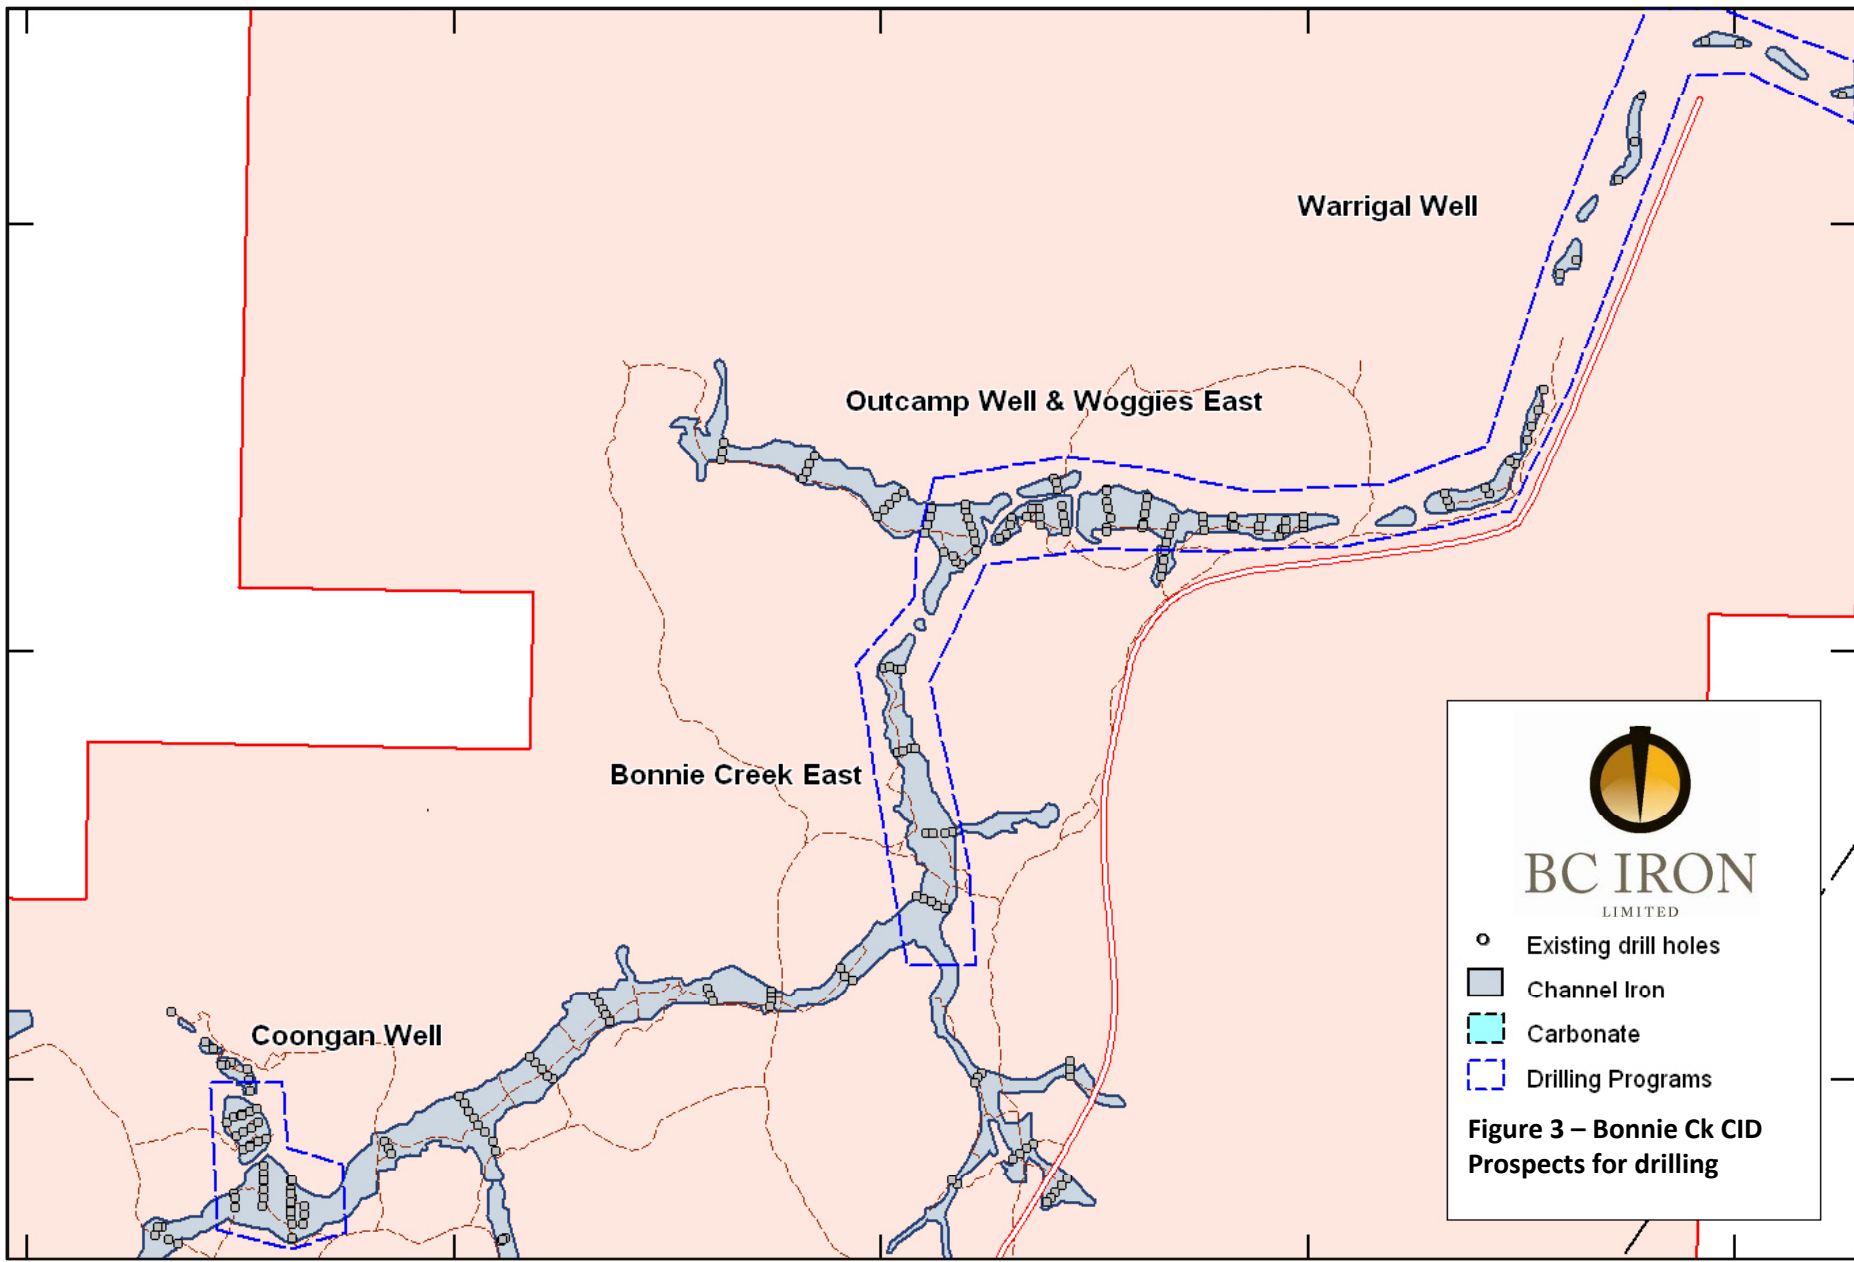 Warrigal Well
Outcamp Well & Woggies East
Bonnie Creek East
Coongan Well
BC IRON
LIMITED
Existing drill holes
Channel Iron
Carbonate
Drilling Programs
Figure 3 – Bonnie Ck CID
Prospects for drilling